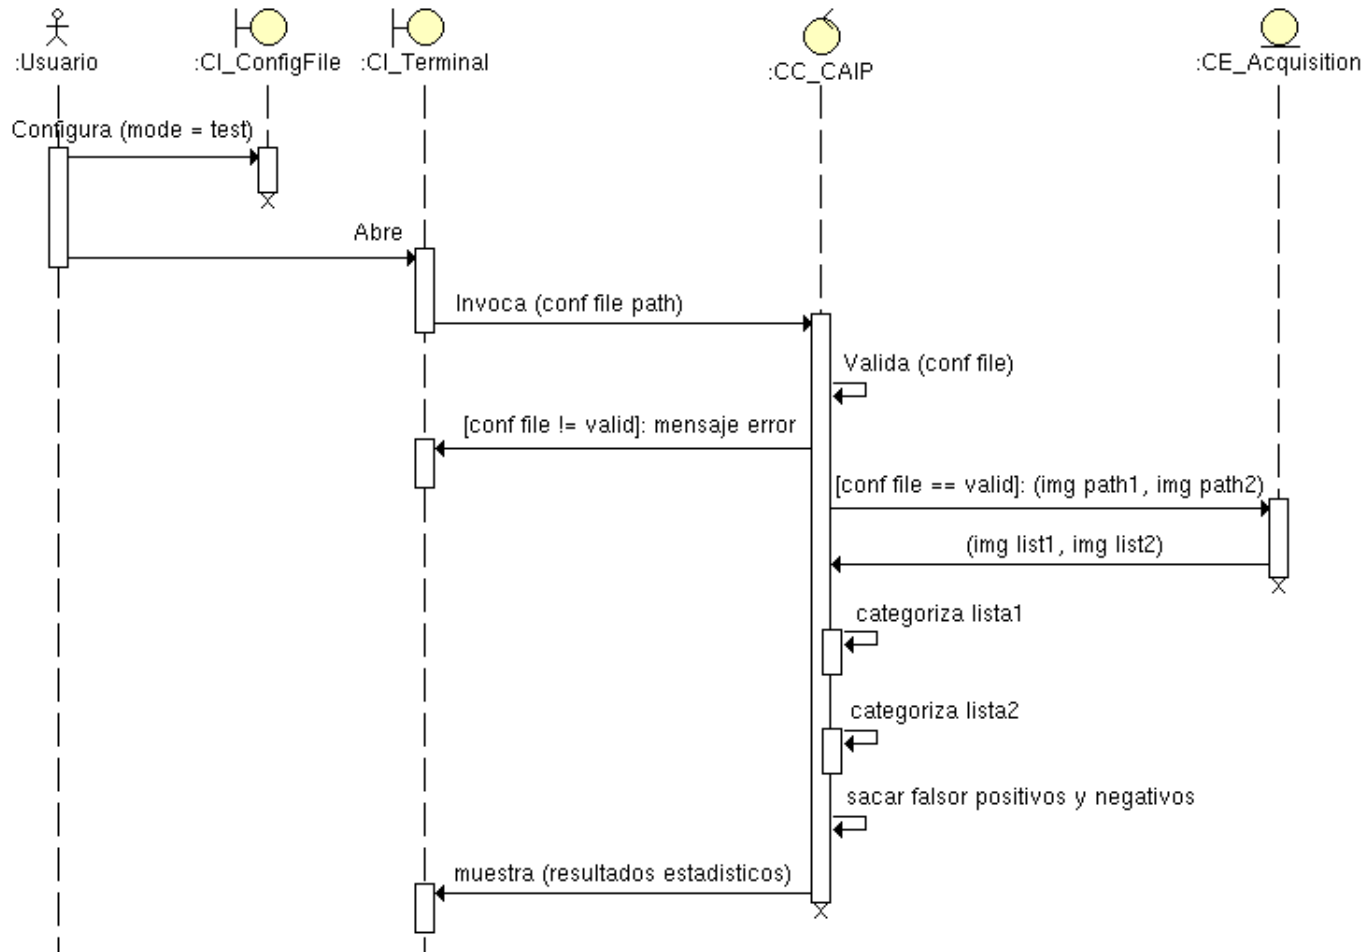 :Usuario
:CI_ConfigFile
:CI_Terminal
:CC_CAIP
:CE_Acquisition
Configura (mode = test)
Abre
Invoca (conf file path)
Valida (conf file)
[conf file != valid]: mensaje error
[conf file == valid]: (img path1, img path2)
(img list1, img list2)
categoriza lista1
categoriza lista2
sacar falsor positivos y negativos
muestra (resultados estadisticos)